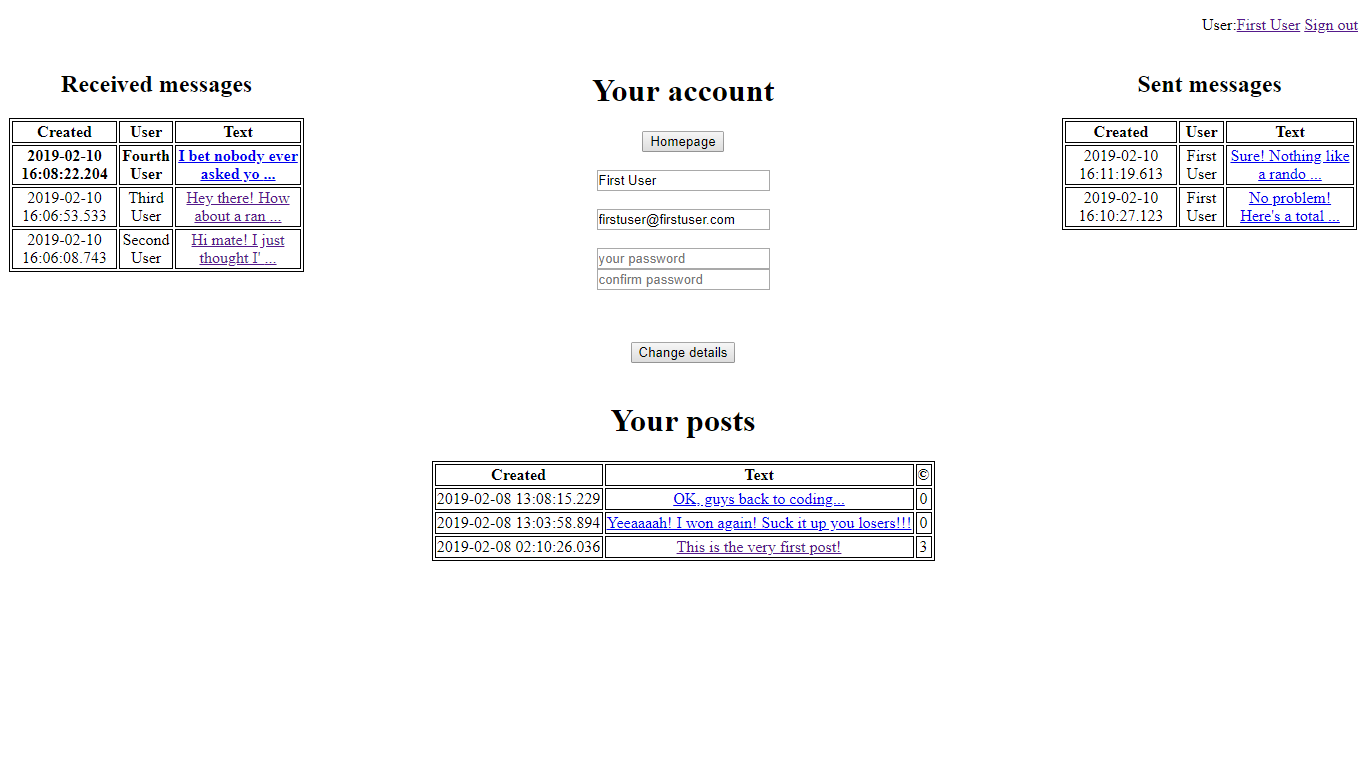 User:First User Sign out
Received messages
Created User Text
2019-02-10 16:08:22.204 Fourth User I bet nobody ever asked yo ...
2019-02-10 16:06:53.533 Third User Hey there! How about a ran ...
2019-02-10 16:06:08.743 Second User Hi mate! I just thought I' ...
Your account
Homepage
First User
firstuser@firstuser.com
your password
confirm password
Change details
Your posts
Created Text ©
2019-02-08 13:08:15.229 OK, guys back to coding... 0
2019-02-08 13:03:58.894 Yeeaaaah! I won again! Suck it up you losers!!! 0
2019-02-08 02:10:26.036 This is the very first post! 3
Sent messages
Created User Text
2019-02-10 16:11:19.613 First User Sure! Nothing like a rando ...
2019-02-10 16:10:27.123 First User No problem! Here's a total ...